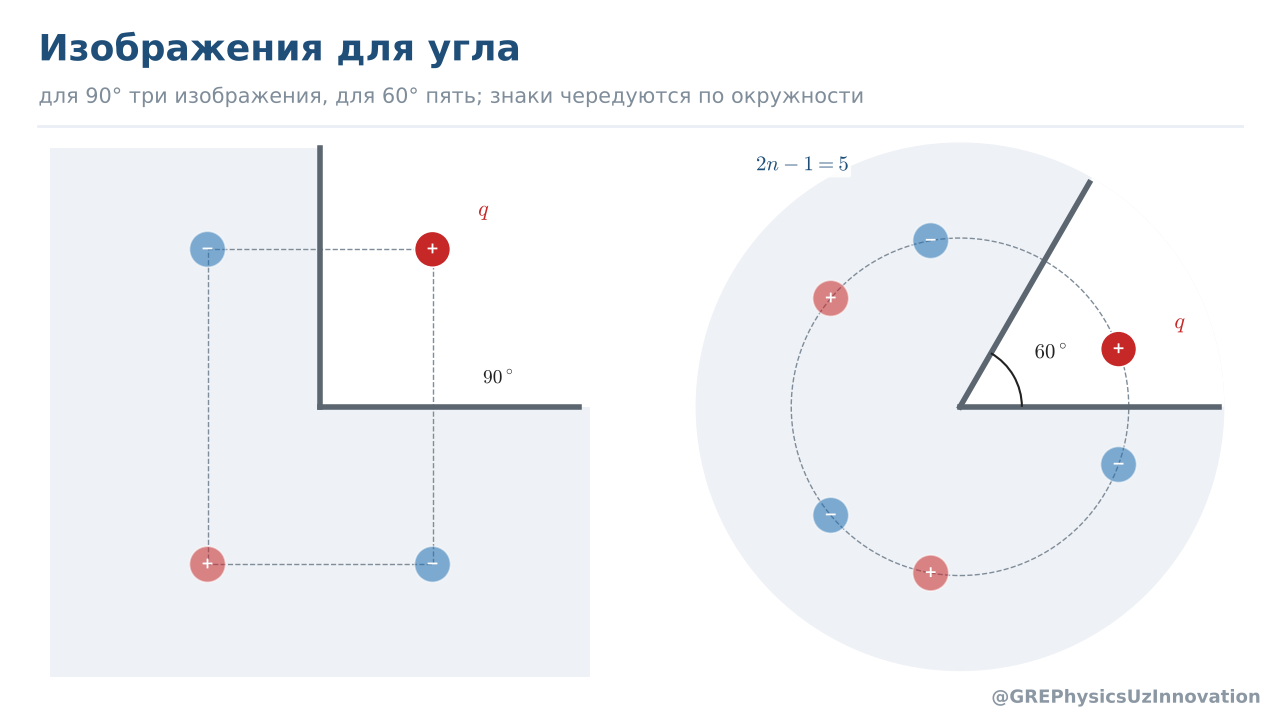 Изображения для угла
для 90° три изображения, для 60° пять; знаки чередуются по окружности
2n − 1 = 5
q
− +
90°
+ −
−
+
q
60°
+
−
−
+
@GREPhysicsUzInnovation